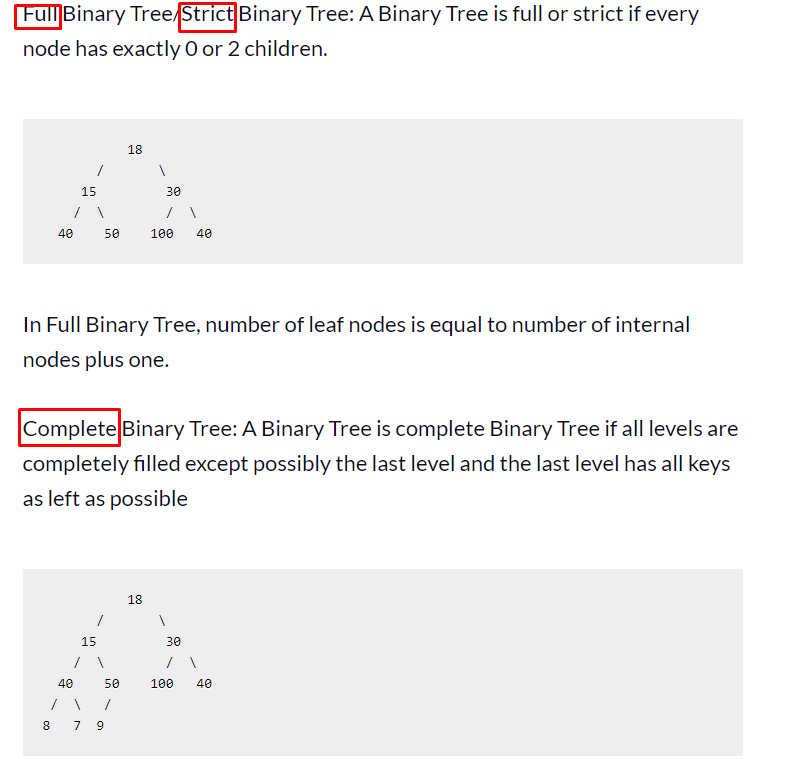 Full Binary Tree/Strict Binary Tree: A Binary Tree is full or strict if every
node has exactly 0 or 2 children.
18
/ \
15 30
/ \ / \
40 50 100 40
In Full Binary Tree, number of leaf nodes is equal to number of internal
nodes plus one.
Complete Binary Tree: A Binary Tree is complete Binary Tree if all levels are
completely filled except possibly the last level and the last level has all keys
as left as possible
18
/ \
15 30
/ \ / \
40 50 100 40
/ \ /
8 7 9